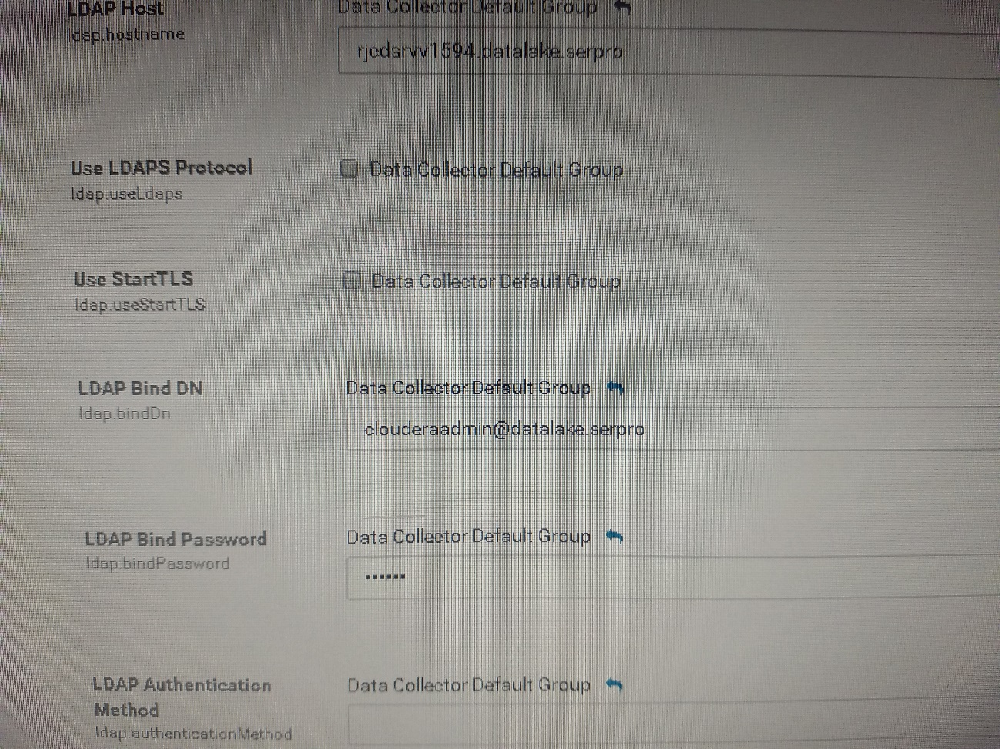 LDAP Host
Data Collector Default Group
ldap.hostname
rjcdsrvv1594.datalake.serpro
Use LDAPS Protocol
Data Collector Default Group
ldap.useLdaps
Use StartTLS
Data Collector Default Group
ldap.useStartTLS
LDAP Bind DN
Data Collector Default Group
ldap.bindDn
clouderaadmin@datalake.serpro
LDAP Bind Password
Data Collector Default Group
ldap.bindPassword
••••••
LDAP Authentication
Method
Data Collector Default Group
ldap.authenticationMethod